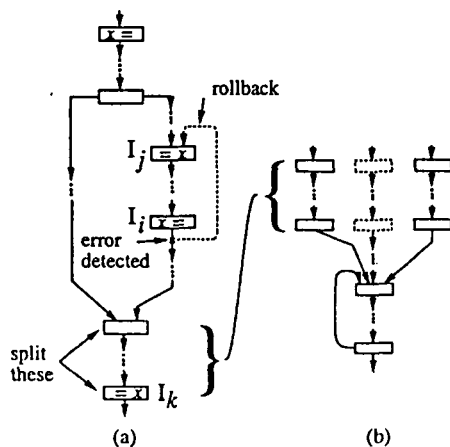 x =
rollback
I_j = x
I_i x =
error
detected
split
these
= x I_k
(a)
(b)